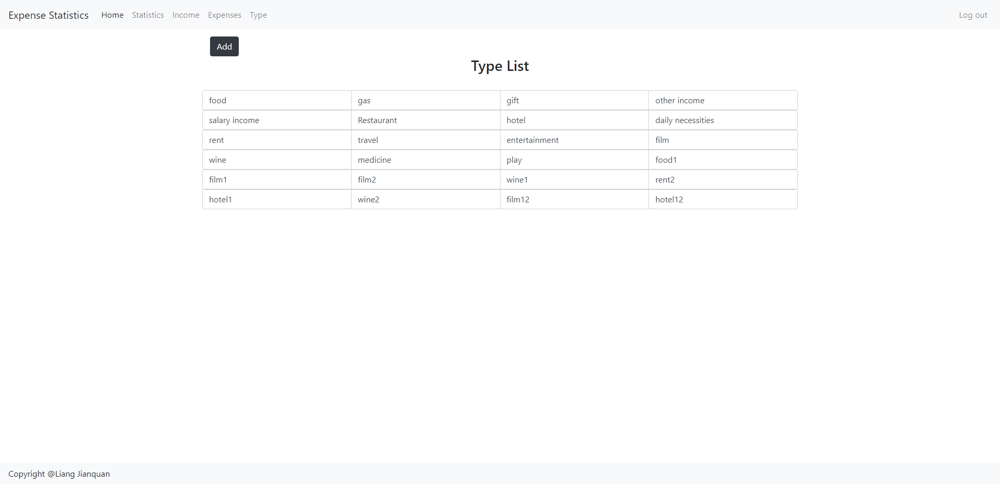 Expense Statistics Home Statistics Income Expenses Type Log out
Add
Type List
food gas gift other income
salary income Restaurant hotel daily necessities
rent travel entertainment film
wine medicine play food1
film1 film2 wine1 rent2
hotel1 wine2 film12 hotel12
Copyright @Liang Jianquan